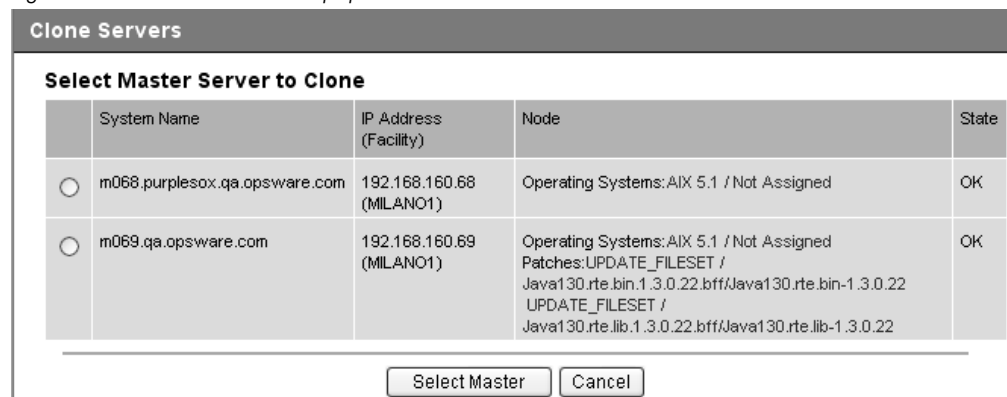 Clone Servers
Select Master Server to Clone
System Name
IP Address
(Facility)
Node
State
m068.purplesox.qa.opsware.com
192.168.160.68
(MILANO1)
Operating Systems:AIX 5.1 / Not Assigned
OK
m069.qa.opsware.com
192.168.160.69
(MILANO1)
Operating Systems:AIX 5.1 / Not Assigned
Patches:UPDATE_FILESET /
Java130.rte.bin.1.3.0.22.bff/Java130.rte.bin-1.3.0.22
UPDATE_FILESET /
Java130.rte.lib.1.3.0.22.bff/Java130.rte.lib-1.3.0.22
OK
Select Master
Cancel